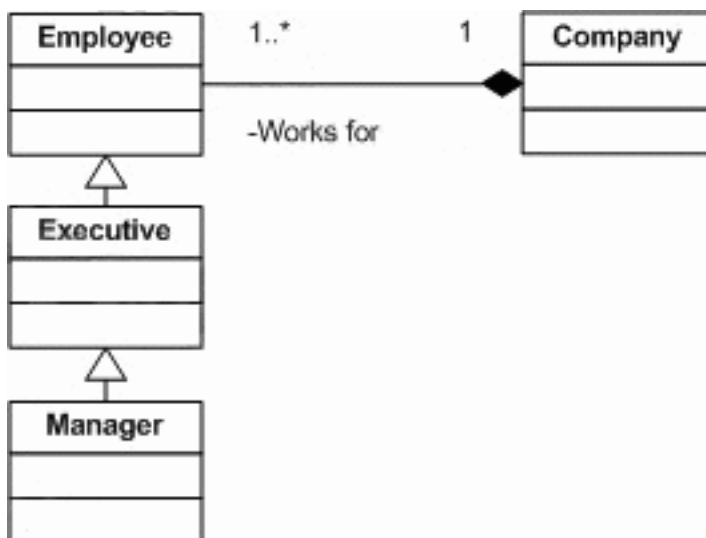 Employee
1..*
1
Company
-Works for
Executive
Manager